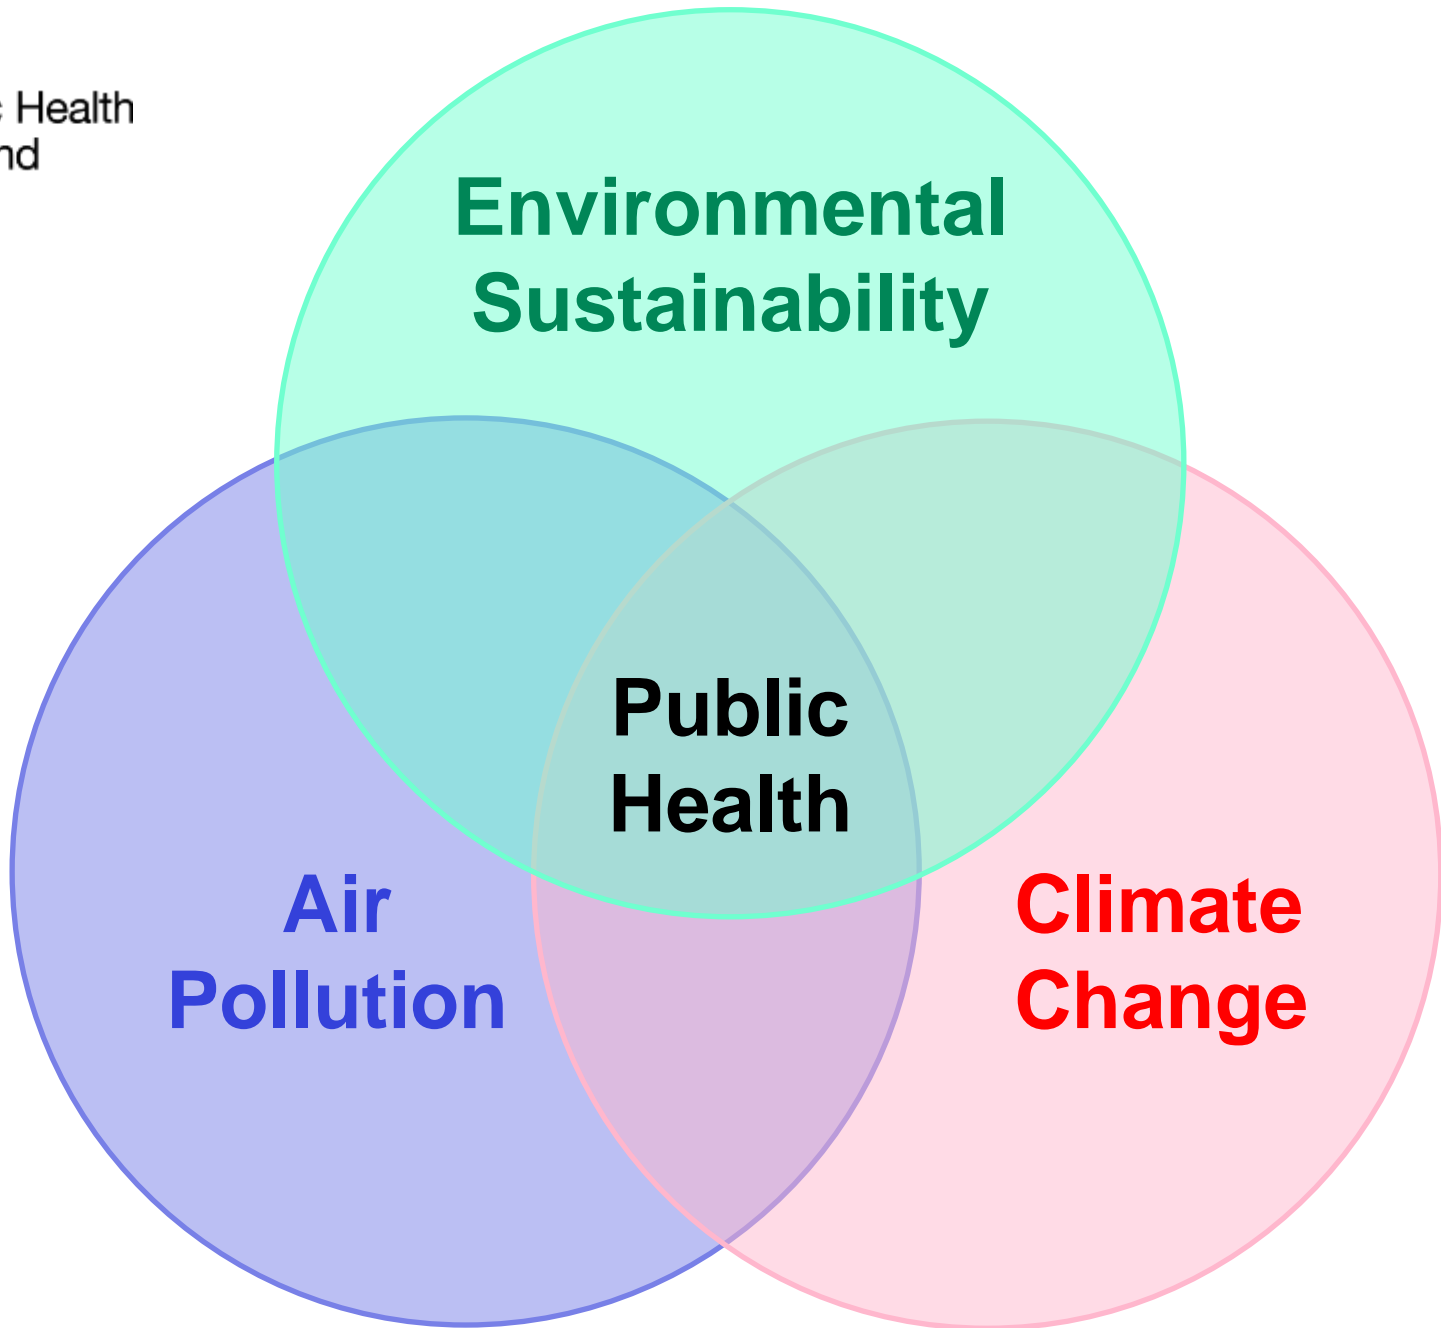 Health
Environmental
Sustainability
Public
Health
Air
Pollution
Climate
Change